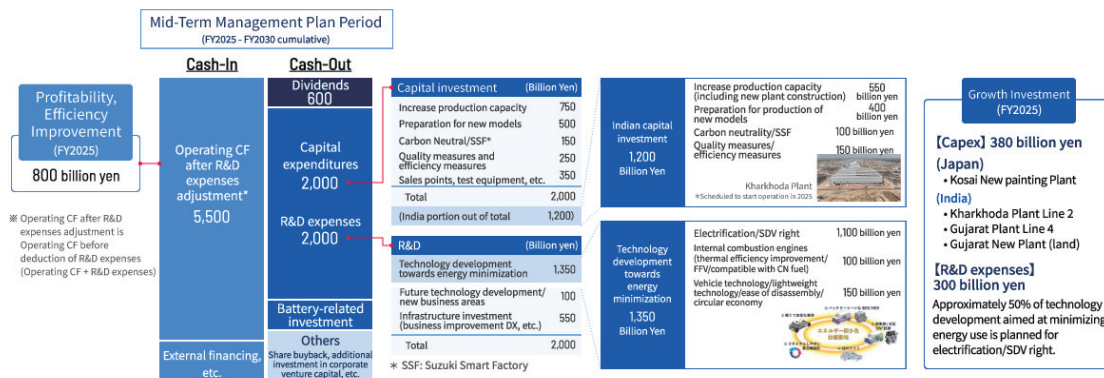 Mid-Term Management Plan Period
(FY2025 - FY2030 cumulative)
Cash-In
Cash-Out
Profitability,
Efficiency
Improvement
(FY2025)
800 billion yen
※ Operating CF after R&D
expenses adjustment is
Operating CF before
deduction of R&D expenses
(Operating CF + R&D expenses)
Operating CF
after R&D
expenses
adjustment*
5,500
External financing,
etc.
Dividends
600
Capital
expenditures
2,000
R&D expenses
2,000
Battery-related
investment
Others
Share buyback, additional
investment in corporate
venture capital, etc.
Capital investment (Billion Yen)
Increase production capacity 750
Preparation for new models 500
Carbon Neutral/SSF* 150
Quality measures and
efficiency measures 250
Sales points, test equipment, etc. 350
Total 2,000
(India portion out of total 1,200)
R&D (Billion yen)
Technology development
towards energy minimization 1,350
Future technology development/
new business areas 100
Infrastructure investment
(business improvement DX, etc.) 550
Total 2,000
* SSF: Suzuki Smart Factory
Indian capital
investment
1,200
Billion Yen
Increase production capacity
(including new plant construction) 550 billion yen
Preparation for production of
new models 400 billion yen
Carbon neutrality/SSF 100 billion yen
Quality measures/
efficiency measures 150 billion yen
Kharkhoda Plant
*Scheduled to start operation in 2025
Technology
development
towards
energy
minimization
1,350
Billion Yen
Electrification/SDV right 1,100 billion yen
Internal combustion engines
(thermal efficiency improvement/
FFV/compatible with CN fuel) 100 billion yen
Vehicle technology/lightweight
technology/ease of disassembly/
circular economy 150 billion yen
エネルギー極少化
技術戦略
Growth Investment
(FY2025)
【Capex】 380 billion yen
(Japan)
• Kosai New painting Plant
(India)
• Kharkhoda Plant Line 2
• Gujarat Plant Line 4
• Gujarat New Plant (land)
【R&D expenses】
300 billion yen
Approximately 50% of technology
development aimed at minimizing
energy use is planned for
electrification/SDV right.